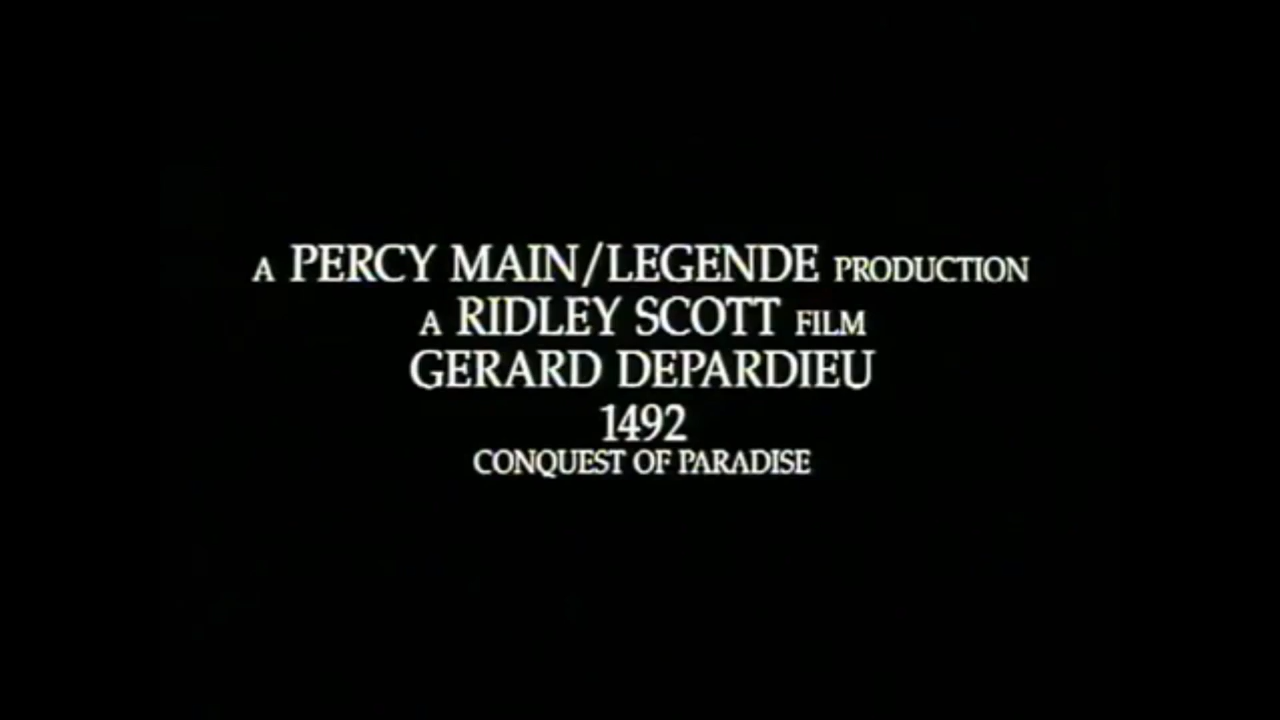 A PERCY MAIN/LEGENDE PRODUCTION
A RIDLEY SCOTT FILM
GERARD DEPARDIEU
1492
CONQUEST OF PARADISE